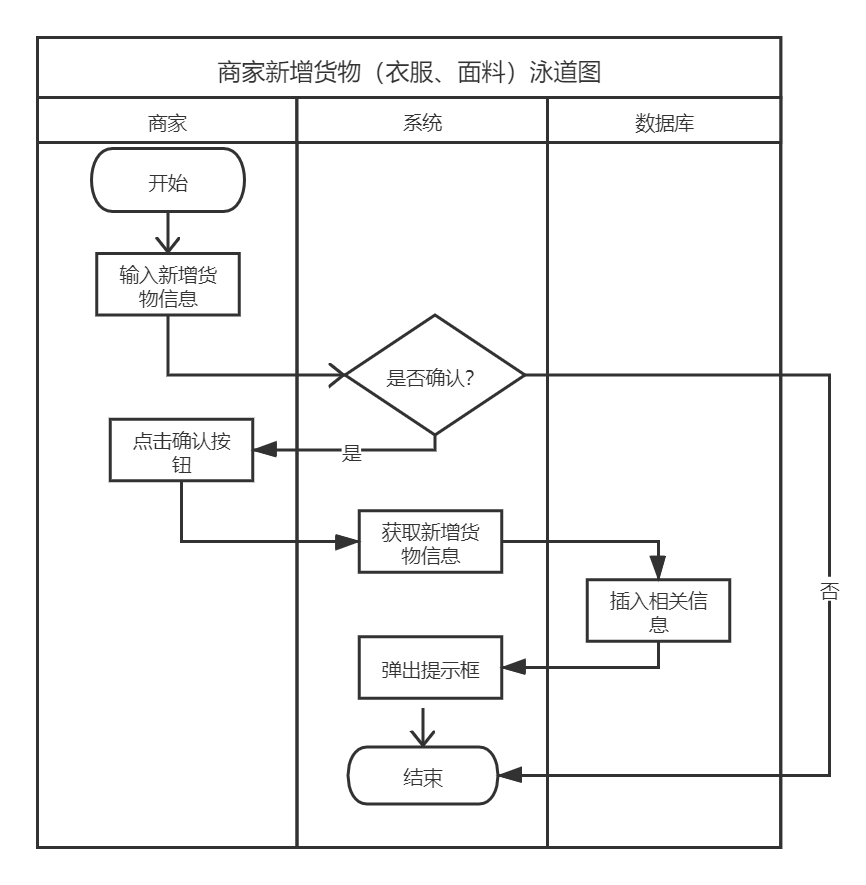 商家新增货物（衣服、面料）泳道图
商家
系统
数据库
开始
输入新增货
物信息
是否确认?
点击确认按
钮
是
获取新增货
物信息
插入相关信
息
否
弹出提示框
结束